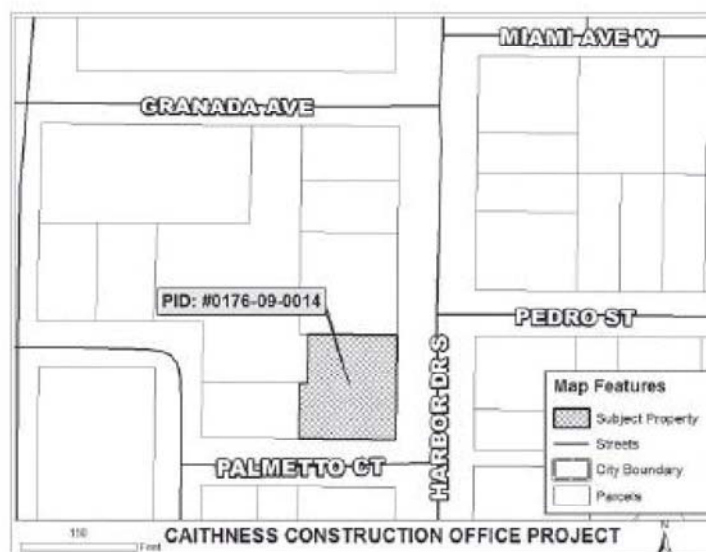 MIAMI AVE W
GRANADA AVE
PID: #0176-09-0014
PEDRO ST
HARBOR DR S
PALMETTO CT
Map Features
Subject Property
Streets
City Boundary
Parcels
N
CAITHNESS CONSTRUCTION OFFICE PROJECT
Feet